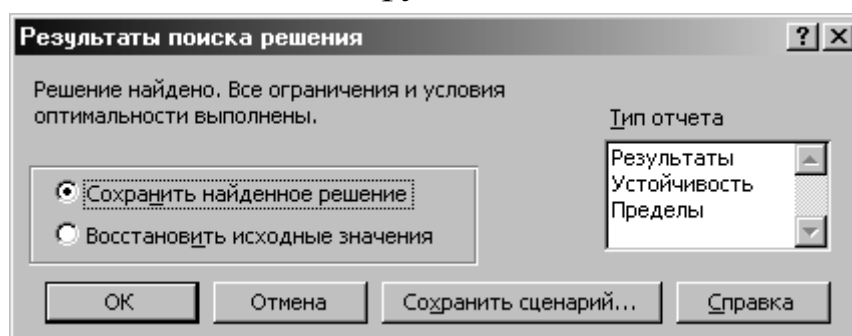 Результаты поиска решения
Решение найдено. Все ограничения и условия
оптимальности выполнены.
Тип отчета
Результаты
Устойчивость
Пределы
Сохранить найденное решение
Восстановить исходные значения
ОК
Отмена
Сохранить сценарий...
Справка